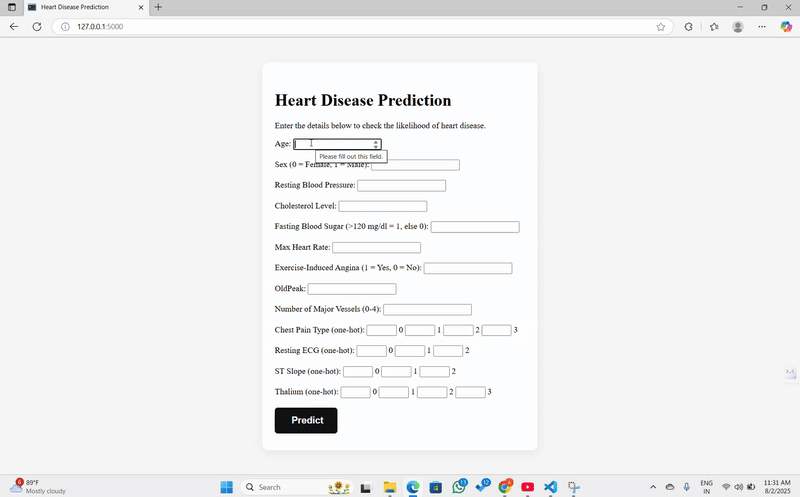 Heart Disease Prediction
127.0.0.1:5000
Heart Disease Prediction
Enter the details below to check the likelihood of heart disease.
Age:
Please fill out this field.
Sex (0 = Female, 1 = Male):
Resting Blood Pressure:
Cholesterol Level:
Fasting Blood Sugar (>120 mg/dl = 1, else 0):
Max Heart Rate:
Exercise-Induced Angina (1 = Yes, 0 = No):
OldPeak:
Number of Major Vessels (0-4):
Chest Pain Type (one-hot): 0 1 2 3
Resting ECG (one-hot): 0 1 2
ST Slope (one-hot): 0 1 2
Thalium (one-hot): 0 1 2 3
Predict
89°F
Mostly cloudy
Search
ENG
IN
11:31 AM
8/2/2025